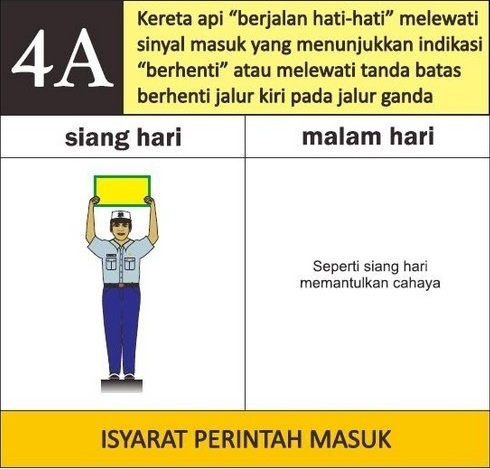 4A
Kereta api “berjalan hati-hati” melewati
sinyal masuk yang menunjukkan indikasi
“berhenti” atau melewati tanda batas
berhenti jalur kiri pada jalur ganda
siang hari
malam hari
Seperti siang hari
memantulkan cahaya
ISYARAT PERINTAH MASUK